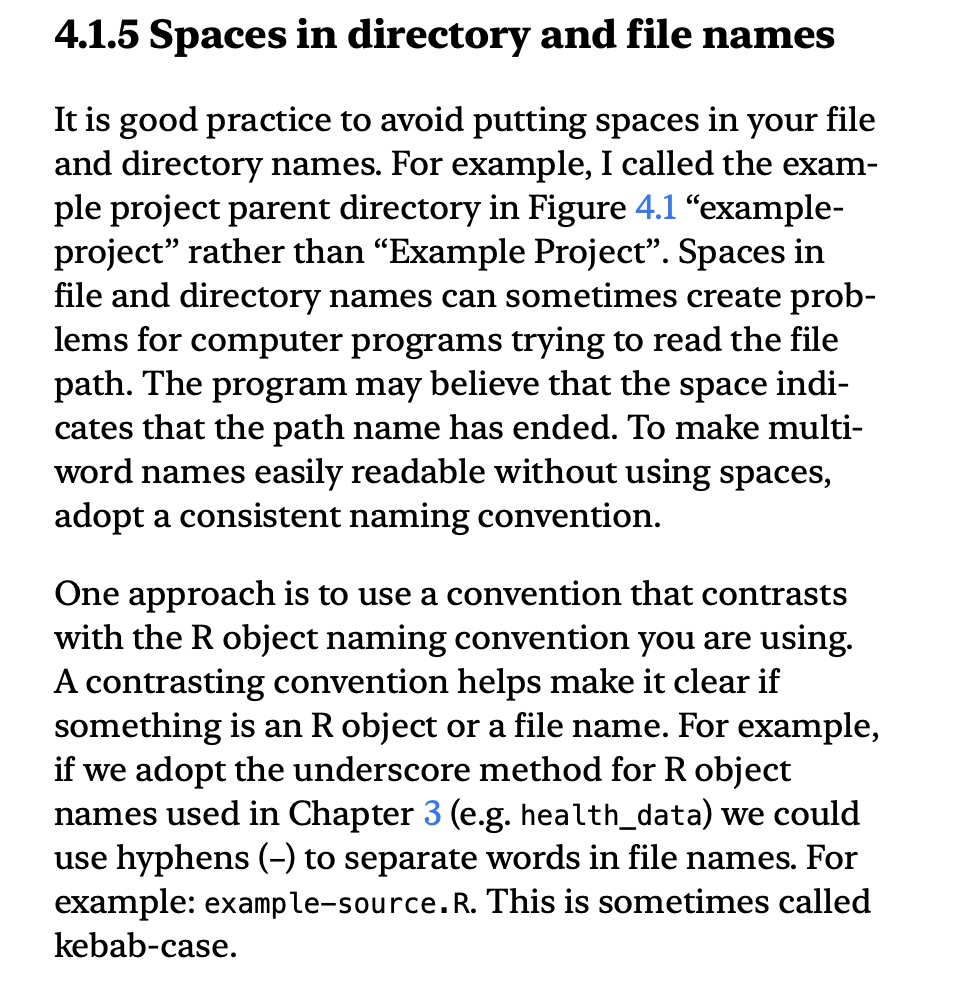 4.1.5 Spaces in directory and file names
It is good practice to avoid putting spaces in your file
and directory names. For example, I called the exam-
ple project parent directory in Figure 4.1 “example-
project” rather than “Example Project”. Spaces in
file and directory names can sometimes create prob-
lems for computer programs trying to read the file
path. The program may believe that the space indi-
cates that the path name has ended. To make multi-
word names easily readable without using spaces,
adopt a consistent naming convention.
One approach is to use a convention that contrasts
with the R object naming convention you are using.
A contrasting convention helps make it clear if
something is an R object or a file name. For example,
if we adopt the underscore method for R object
names used in Chapter 3 (e.g. health_data) we could
use hyphens (-) to separate words in file names. For
example: example-source.R. This is sometimes called
kebab-case.